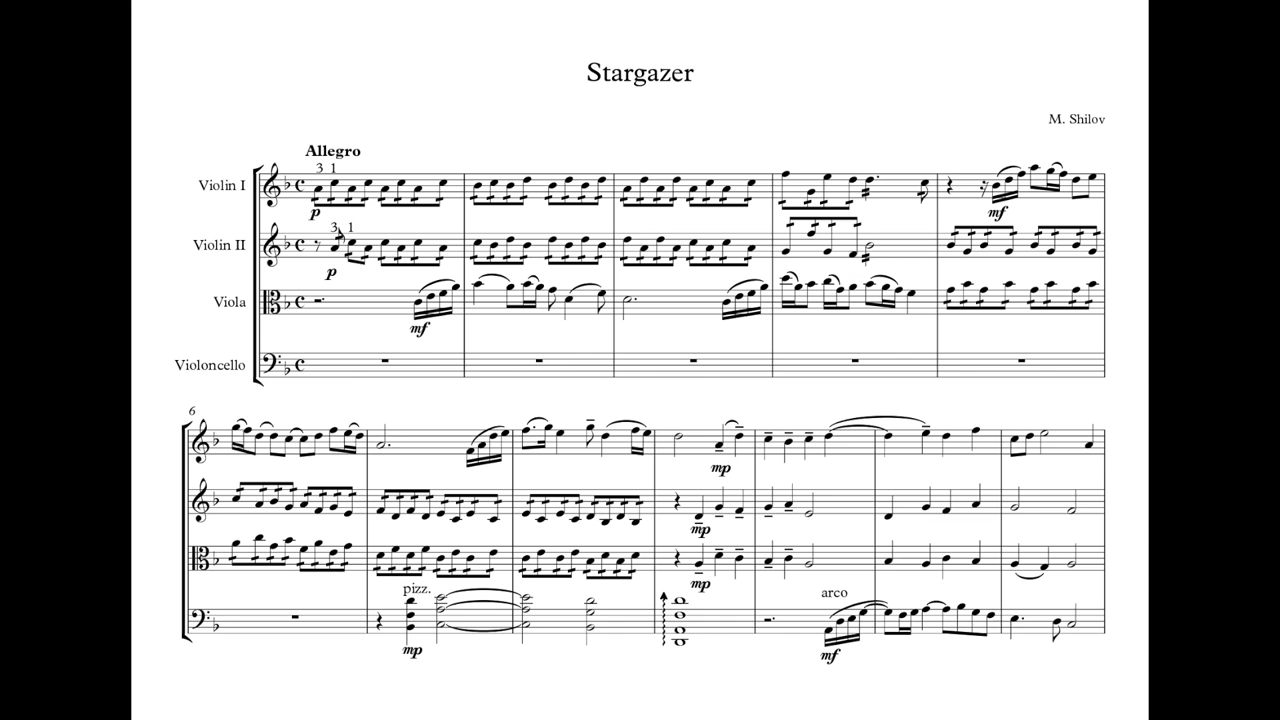 Stargazer
M. Shilov
Allegro
3 1
Violin I
p
mf
3 1
Violin II
p
Viola
mf
Violoncello
6
mp
mp
mp
pizz.
arco
mp
mf